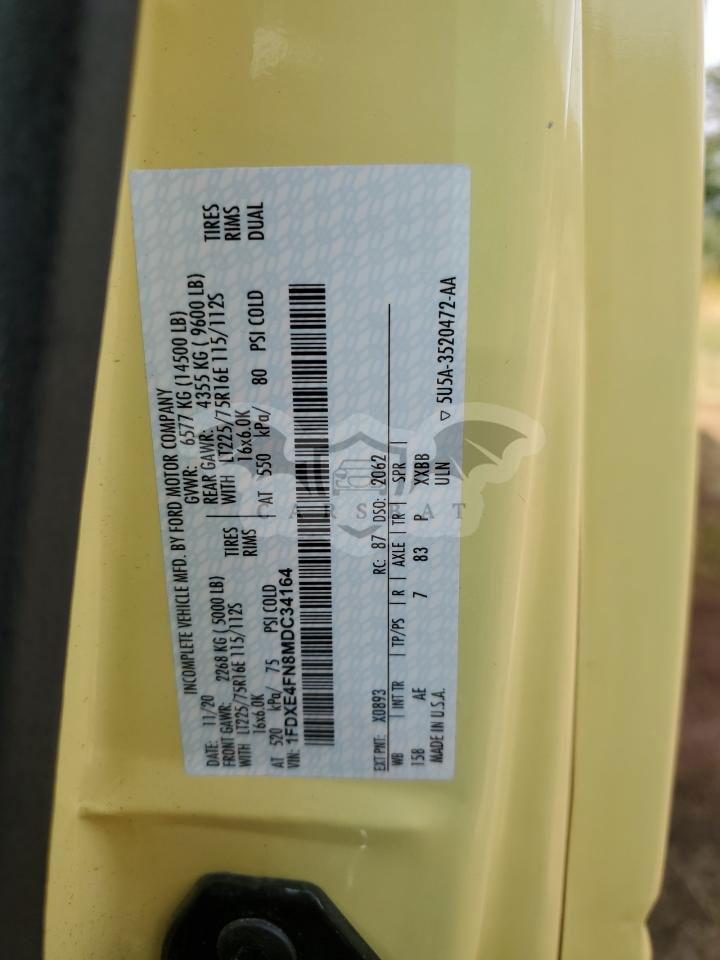 INCOMPLETE VEHICLE MFD. BY FORD MOTOR COMPANY
11/20 GVWR: 6577 KG (14500 LB)
FRONT GAWR: 2268 KG ( 5000 LB) REAR GAWR: 4355 KG ( 9600 LB)
WITH LT225/75R16E 115/112S TIRES WITH LT225/75R16E 115/112S TIRES
16x6.0K RIMS 16x6.0K RIMS
AT 520 kPa/ 75 PSI COLD AT 550 kPa/ 80 PSI COLD DUAL
VIN: 1FDXE4FN8MDC34164
EXT PNT: X0893 RC: 87 DSO: 2062
WB INT TR TP/PS R AXLE TR SPR
158 AE 7 83 P XXBB
MADE IN U.S.A. ULN
▽ 5U5A-3520472-AA
CARSBAT